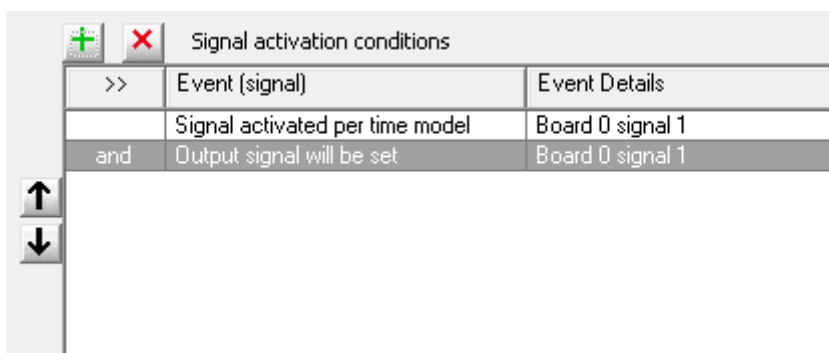 Signal activation conditions
>> Event (signal) Event Details
Signal activated per time model Board 0 signal 1
and Output signal will be set Board 0 signal 1